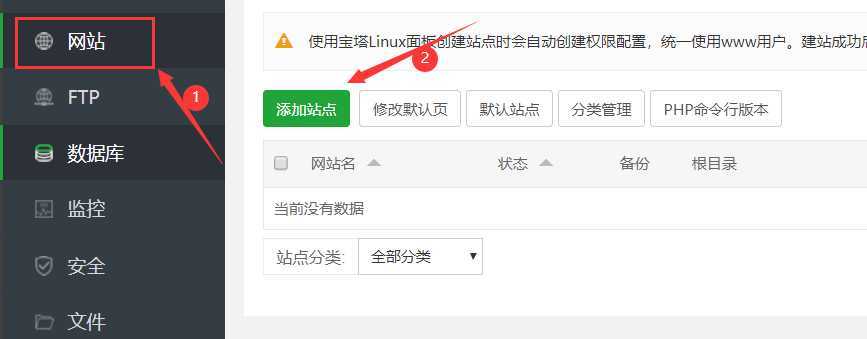 网站
FTP
数据库
监控
安全
文件
1
2
使用宝塔Linux面板创建站点时会自动创建权限配置，统一使用www用户。建站成功后
添加站点
修改默认页
默认站点
分类管理
PHP命令行版本
网站名 状态 备份 根目录
当前没有数据
站点分类: 全部分类